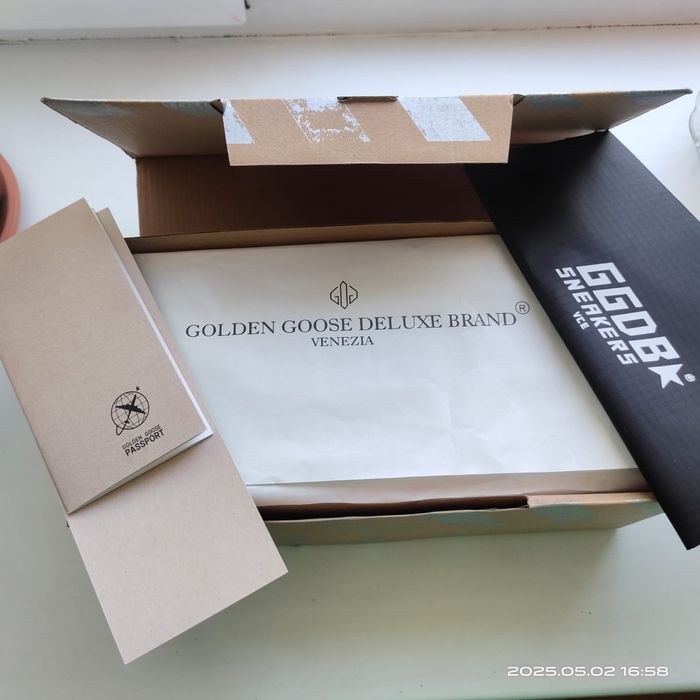 GOLDEN GOOSE DELUXE BRAND®
VENEZIA
GOLDEN GOOSE
PASSPORT
GGDB
SNEAKERS
VCE
®
2025.05.02 16:58